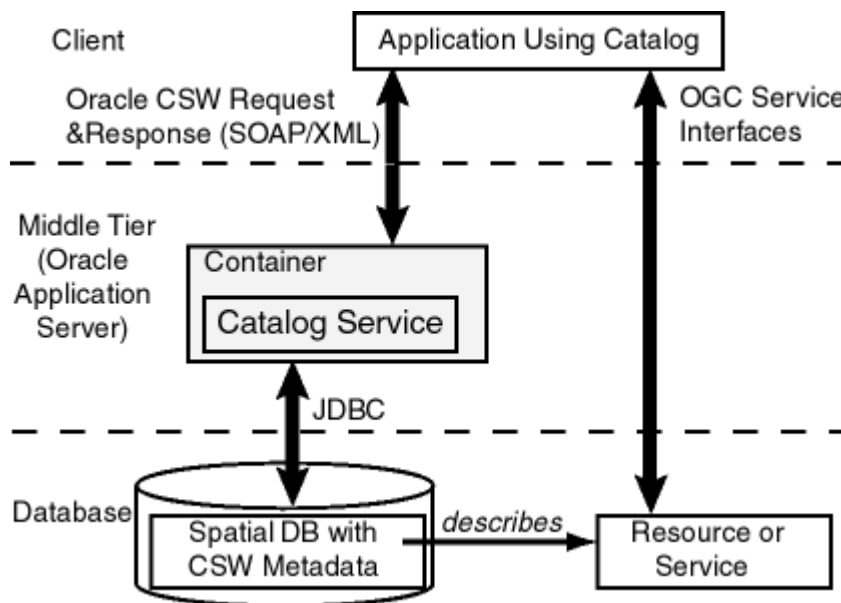 Client
Application Using Catalog
Oracle CSW Request
&Response (SOAP/XML)
OGC Service
Interfaces
Middle Tier
(Oracle
Application
Server)
Container
Catalog Service
JDBC
Database
Spatial DB with
CSW Metadata
describes
Resource or
Service